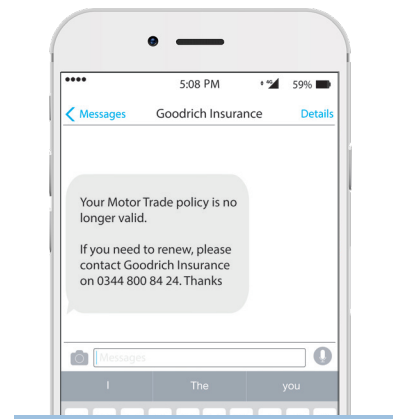 5:08 PM
4G
59%
Messages
Goodrich Insurance
Details
Your Motor Trade policy is no
longer valid.
If you need to renew, please
contact Goodrich Insurance
on 0344 800 84 24. Thanks
Messages
I
The
you